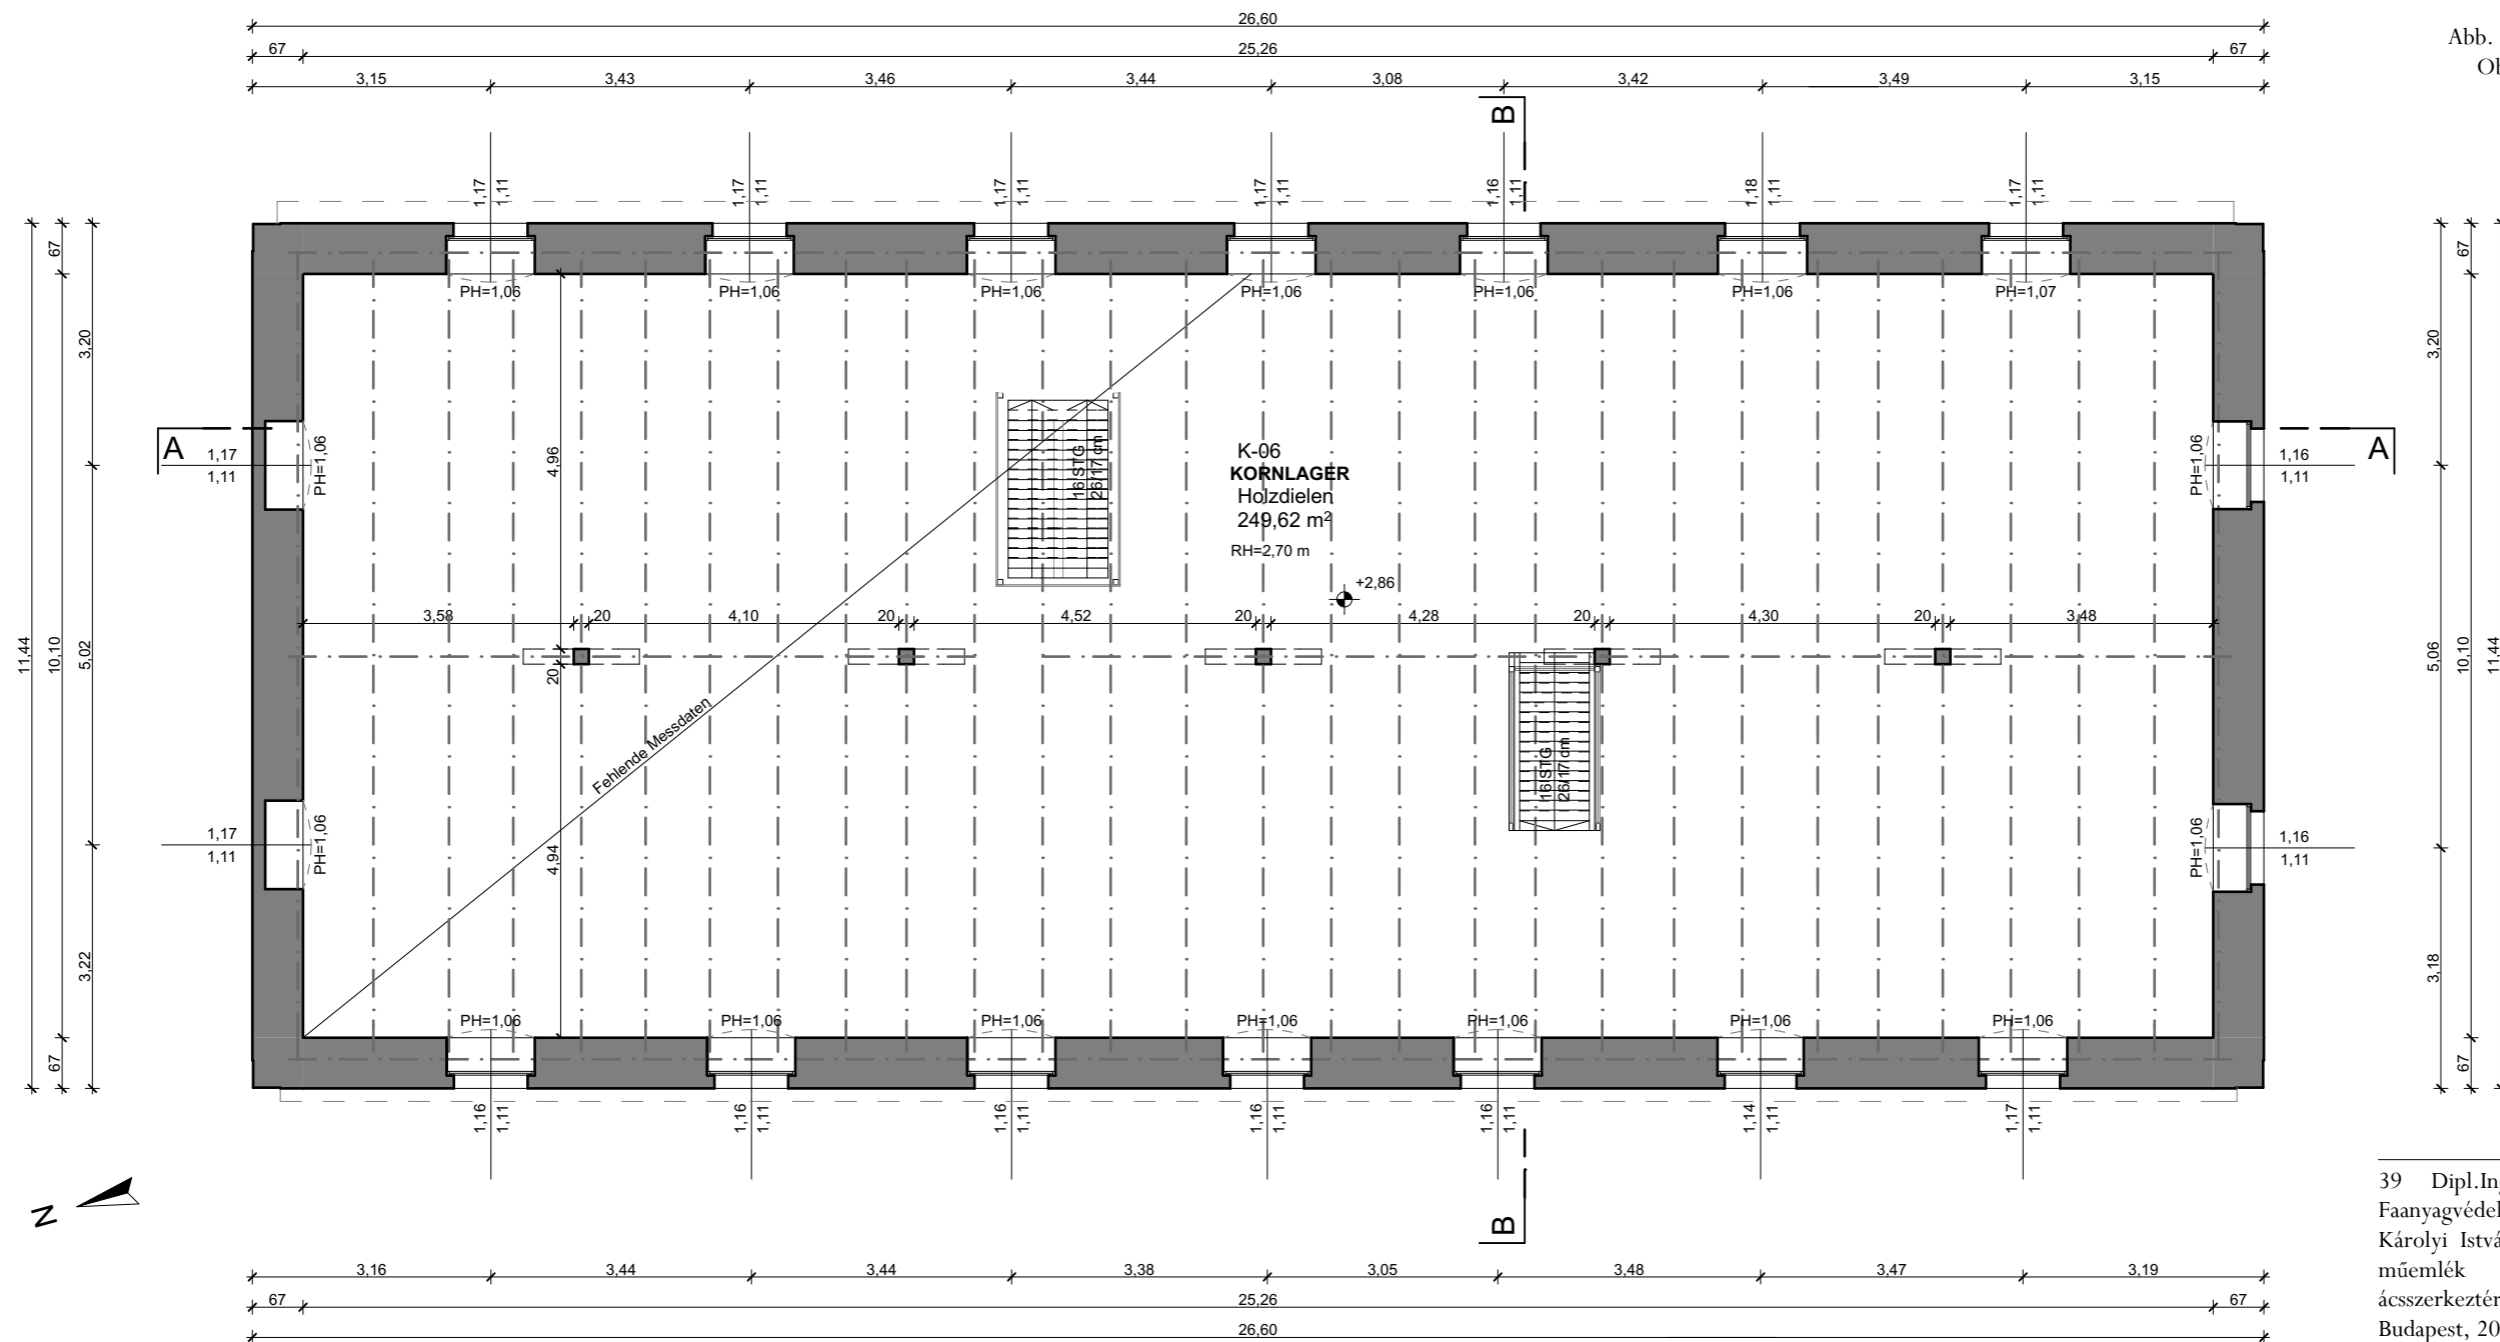 26,60
67 25,26 67
3,15 3,43 3,46 3,44 3,08 3,42 3,49 3,15
Abb.
B
1,17 1,11 1,17 1,11 1,17 1,11 1,17 1,11 1,16 1,11 1,18 1,11 1,17 1,11
PH=1,06 PH=1,06 PH=1,06 PH=1,06 PH=1,06 PH=1,06 PH=1,07
11,44
67 10,10 67
3,20 5,02 3,22
A
1,17
1,11
PH=1,06
1,17
1,11
PH=1,06
4,96
20
4,94
16 STG
26/17 cm
K-06
KORNLAGER
Holzdielen
249,62 m²
RH=2,70 m
+2,86
3,58 20 4,10 20 4,52 20 4,28 20 4,30 20 3,48
Fehlende Messdaten
16 STG
26/17 cm
PH=1,06
1,16
1,11
A
PH=1,06
1,16
1,11
3,20 5,06 3,18
67 10,10 67
11,44
PH=1,06 PH=1,06 PH=1,06 PH=1,06 PH=1,06 PH=1,06 PH=1,06
1,16 1,11 1,16 1,11 1,16 1,11 1,16 1,11 1,16 1,11 1,14 1,11 1,17 1,11
B
N
3,16 3,44 3,44 3,38 3,05 3,48 3,47 3,19
67 25,26 67
26,60
39 Dipl.Ing
Faanyagvédel
Károlyi Istvá
műemlék
ácsszerkeztér
Budapest, 20